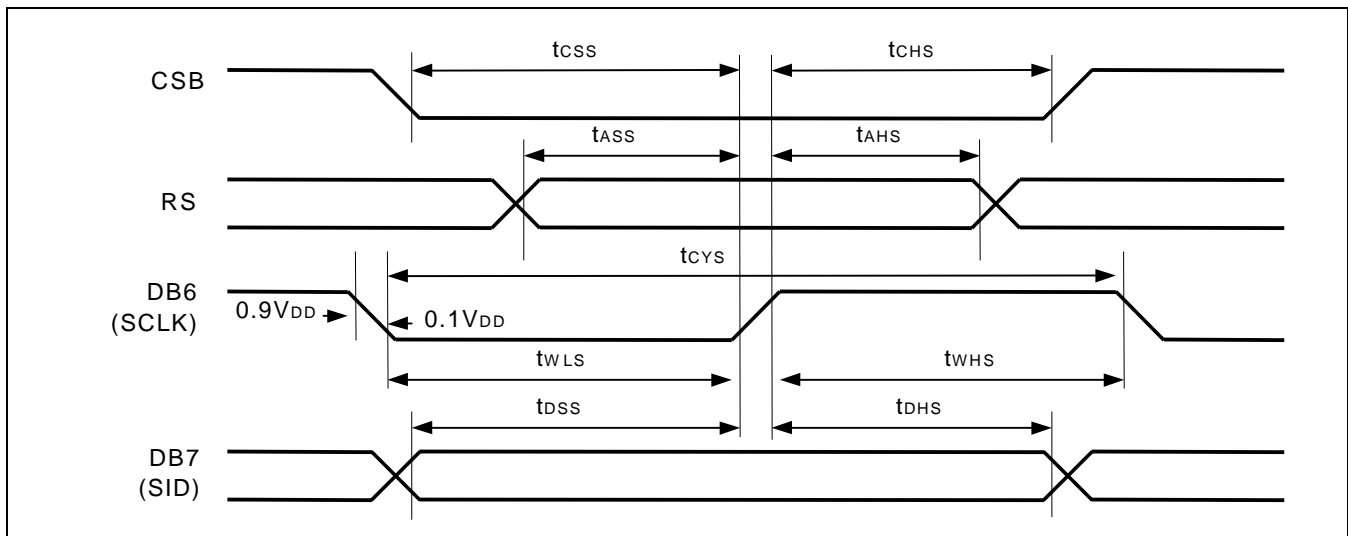 tCSS tCHS
CSB
tASS tAHS
RS
tCYS
DB6
(SCLK)
0.9VDD 0.1VDD
tWLS tWHS
tDSS tDHS
DB7
(SID)